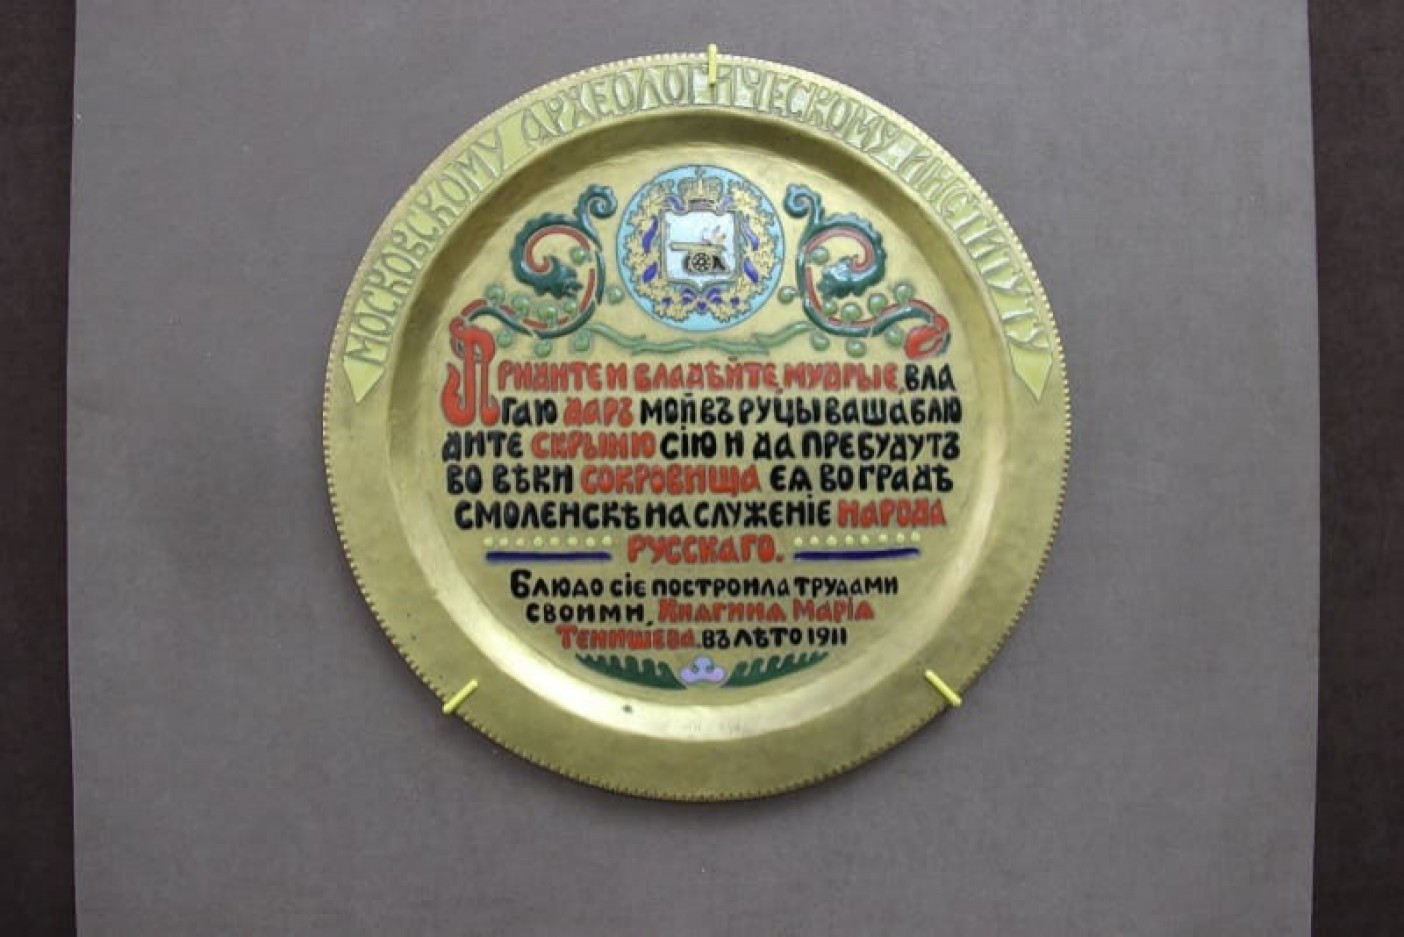 МОСКОВСКОМУ АРХЕОЛОГИЧЕСКОМУ ИНСТИТУТУ
ПРИДИТЕ И ВЛАДѢЙТЕ, МУДРЫЕ, ВЛА
ГАЮ ДАРЪ МОЙ ВЪ РУЦЫ ВАША БЛЮ
ДИТЕ СКРЫНЮ СІЮ И ДА ПРЕБУДУТЪ
ВО ВѢКИ СОКРОВИЩА ЕѦ ВО ГРАДѢ
СМОЛЕНСКѢ НА СЛУЖЕНІЕ НАРОДА
РУССКАГО.
БЛЮДО СІЕ ПОСТРОИЛА ТРУДАМИ
СВОИМИ, КНЯГИНЯ МАРІЯ
ТЕНИШЕВА. ВЪ ЛѢТО 1911